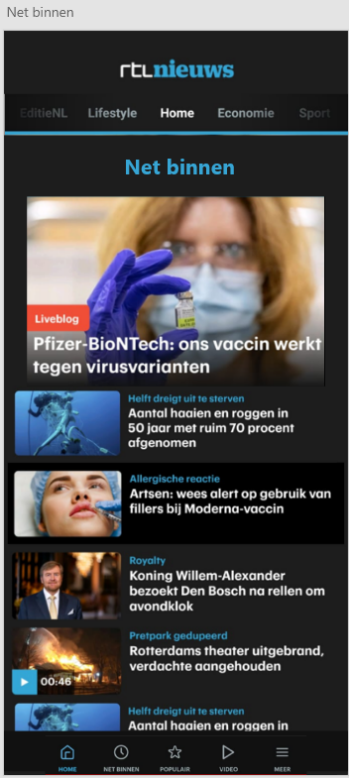 Net binnen
rtlnieuws
EditieNL Lifestyle Home Economie Sport
Net binnen
Liveblog
Pfizer-BioNTech: ons vaccin werkt
tegen virusvarianten
Helft dreigt uit te sterven
Aantal haaien en roggen in
50 jaar met ruim 70 procent
afgenomen
Allergische reactie
Artsen: wees alert op gebruik van
fillers bij Moderna-vaccin
Royalty
Koning Willem-Alexander
bezoekt Den Bosch na rellen om
avondklok
Pretpark gedupeerd
Rotterdams theater uitgebrand,
verdachte aangehouden
00:46
Helft dreigt uit te sterven
Aantal haaien en roggen in
HOME NET BINNEN POPULAIR VIDEO MEER